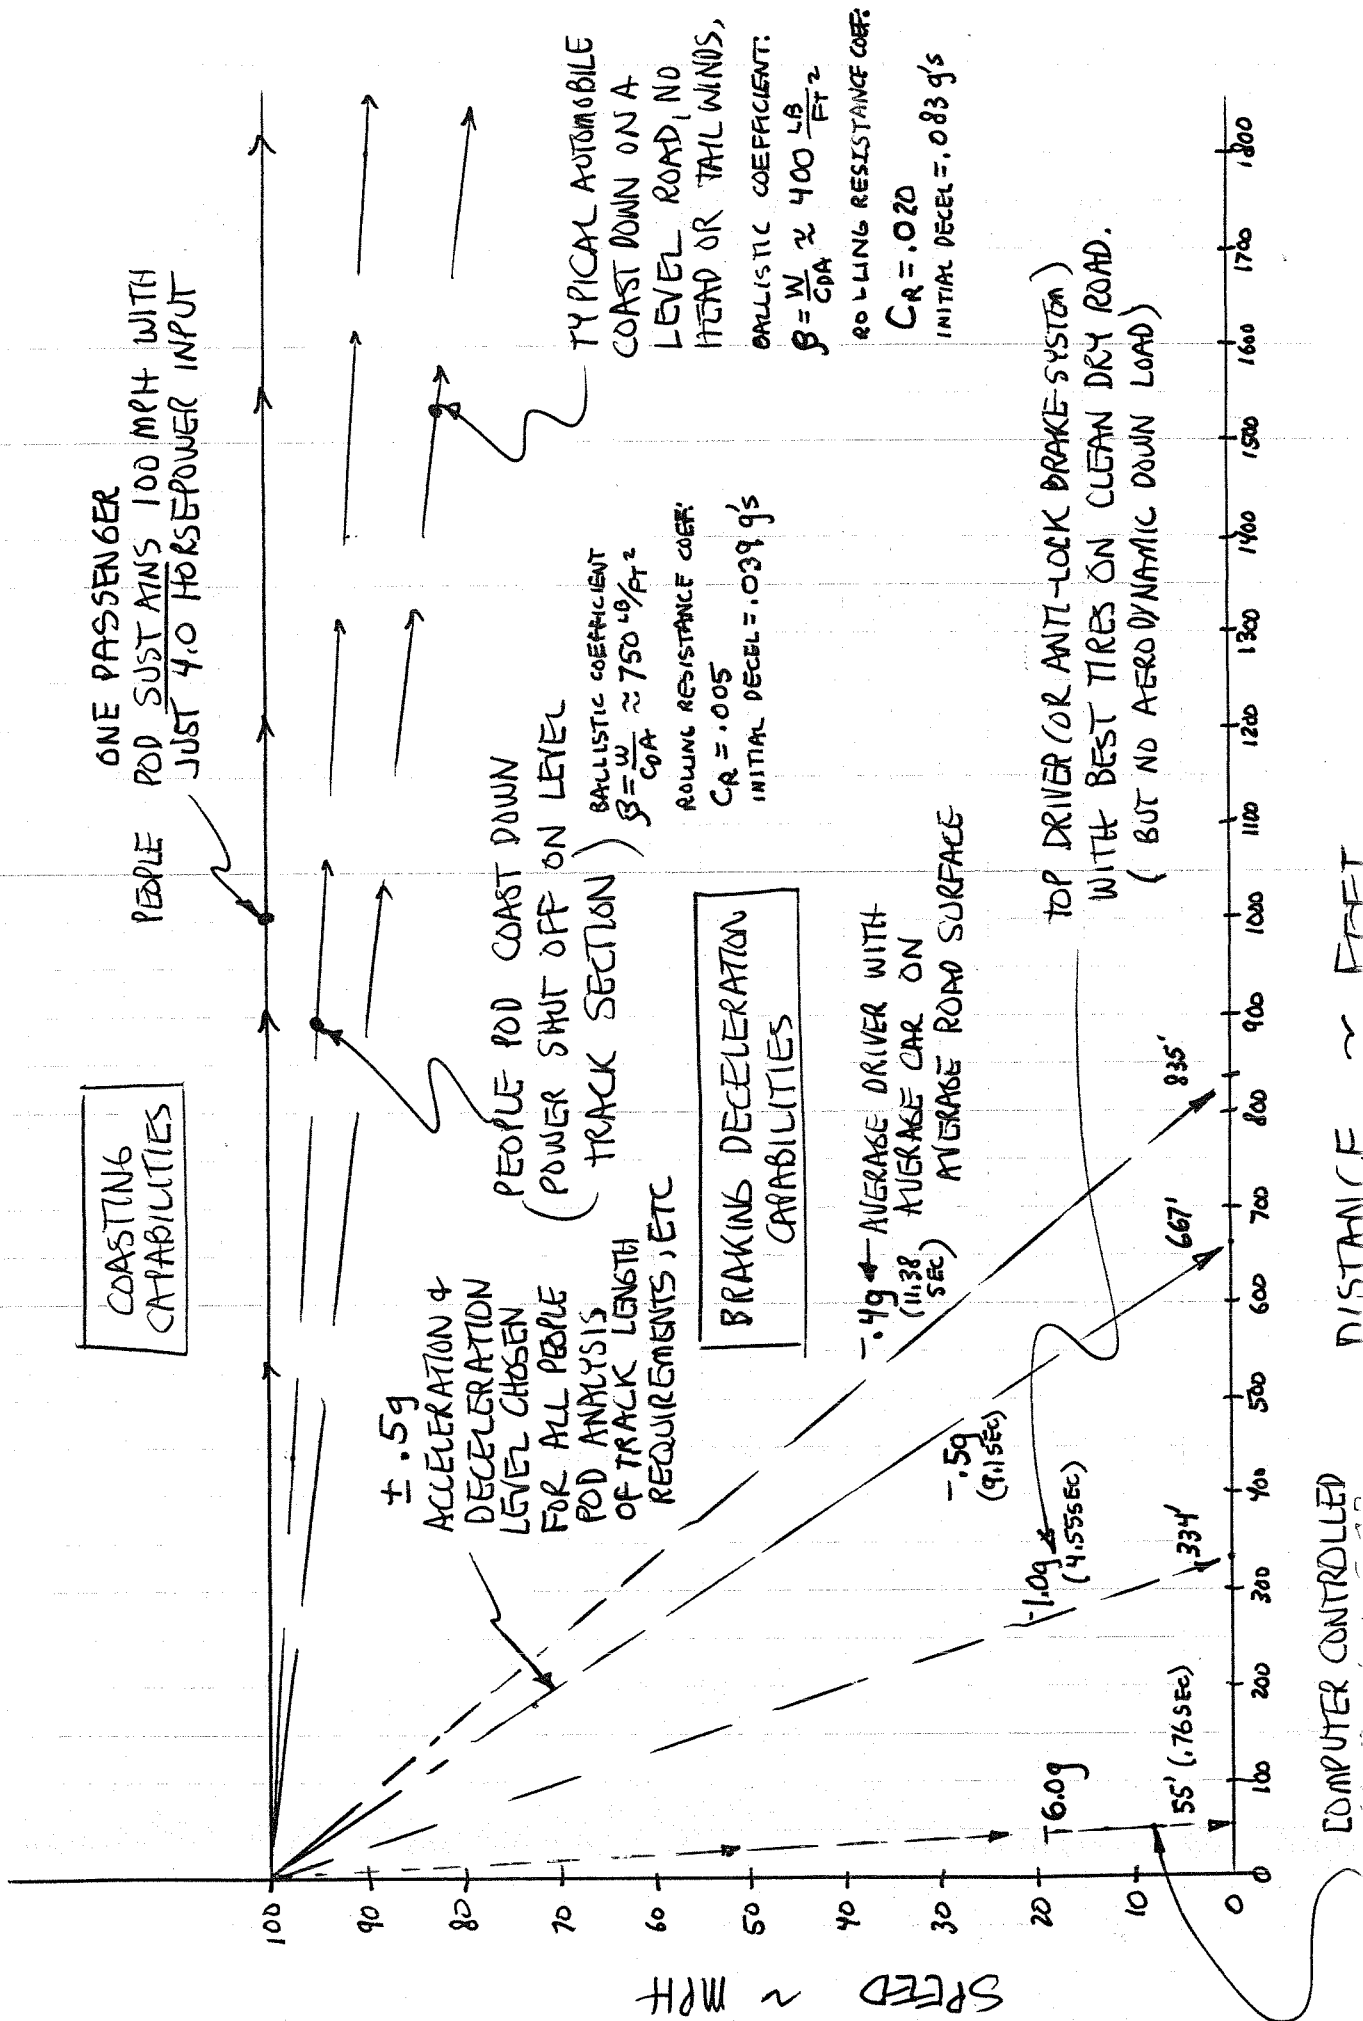 COASTING
CAPABILITIES
ONE PASSENGER
PEOPLE POD SUSTAINS 100 MPH WITH
JUST 4.0 HORSEPOWER INPUT
± .5g
ACCELERATION &
DECELERATION
LEVEL CHOSEN
FOR ALL PEOPLE
POD ANALYSIS
OF TRACK LENGTH
REQUIREMENTS, ETC
PEOPLE POD COAST DOWN
(POWER SHUT OFF ON LEVEL
TRACK SECTION)
BALLISTIC COEFFICIENT
β = W/CDA ≈ 750 LB/FT²
ROLLING RESISTANCE COEF:
CR = .005
INITIAL DECEL = .039 g's
TYPICAL AUTOMOBILE
COAST DOWN ON A
LEVEL ROAD, NO
HEAD OR TAIL WINDS,
BALLISTIC COEFFICIENT:
β = W/CDA ≈ 400 LB/FT²
ROLLING RESISTANCE COEF:
CR = .020
INITIAL DECEL = .083 g's
BRAKING DECELERATION
CAPABILITIES
-.4g AVERAGE DRIVER WITH
(11.38 SEC) AVERAGE CAR ON
AVERAGE ROAD SURFACE
TOP DRIVER (OR ANTI-LOCK BRAKE SYSTEM)
WITH BEST TIRES ON CLEAN DRY ROAD.
(BUT NO AERODYNAMIC DOWN LOAD)
-.5g
(9.1 SEC)
-1.0g
(4.55 SEC)
-6.0g
55' (.76 SEC)
334'
667'
835'
SPEED ~ MPH
100
90
80
70
60
50
40
30
20
10
0
0 100 200 300 400 500 600 700 800 900 1000 1100 1200 1300 1400 1500 1600 1700 1800
DISTANCE ~ FEET
COMPUTER CONTROLLED